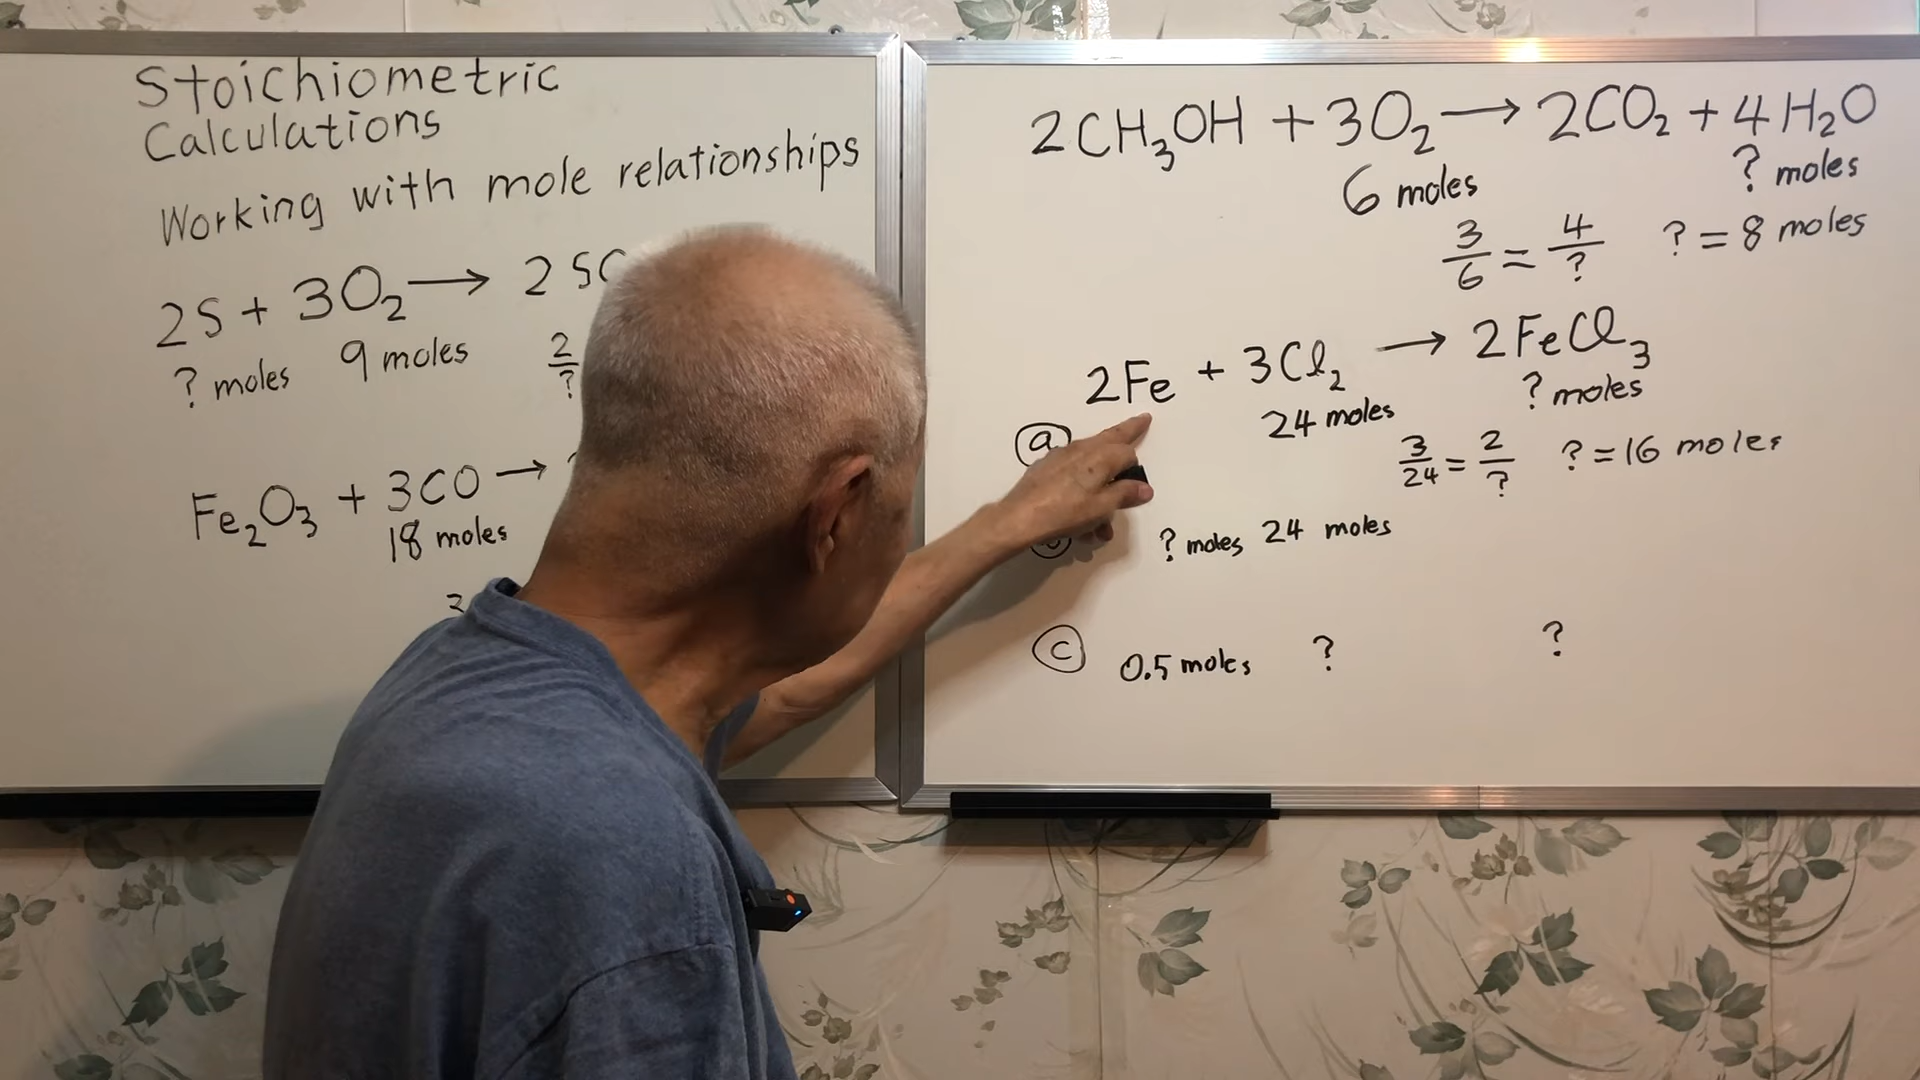 Stoichiometric
Calculations
Working with mole relationships
2S + 3O₂ → 2 SO
? moles 9 moles 2/?
Fe₂O₃ + 3CO →
18 moles
3
2CH₃OH + 3O₂ → 2CO₂ + 4H₂O
6 moles ? moles
3/6 = 4/? ? = 8 moles
2Fe + 3Cl₂ → 2FeCl₃
(a) 24 moles ? moles
3/24 = 2/? ? = 16 moles
? moles 24 moles
(c) 0.5 moles ? ?